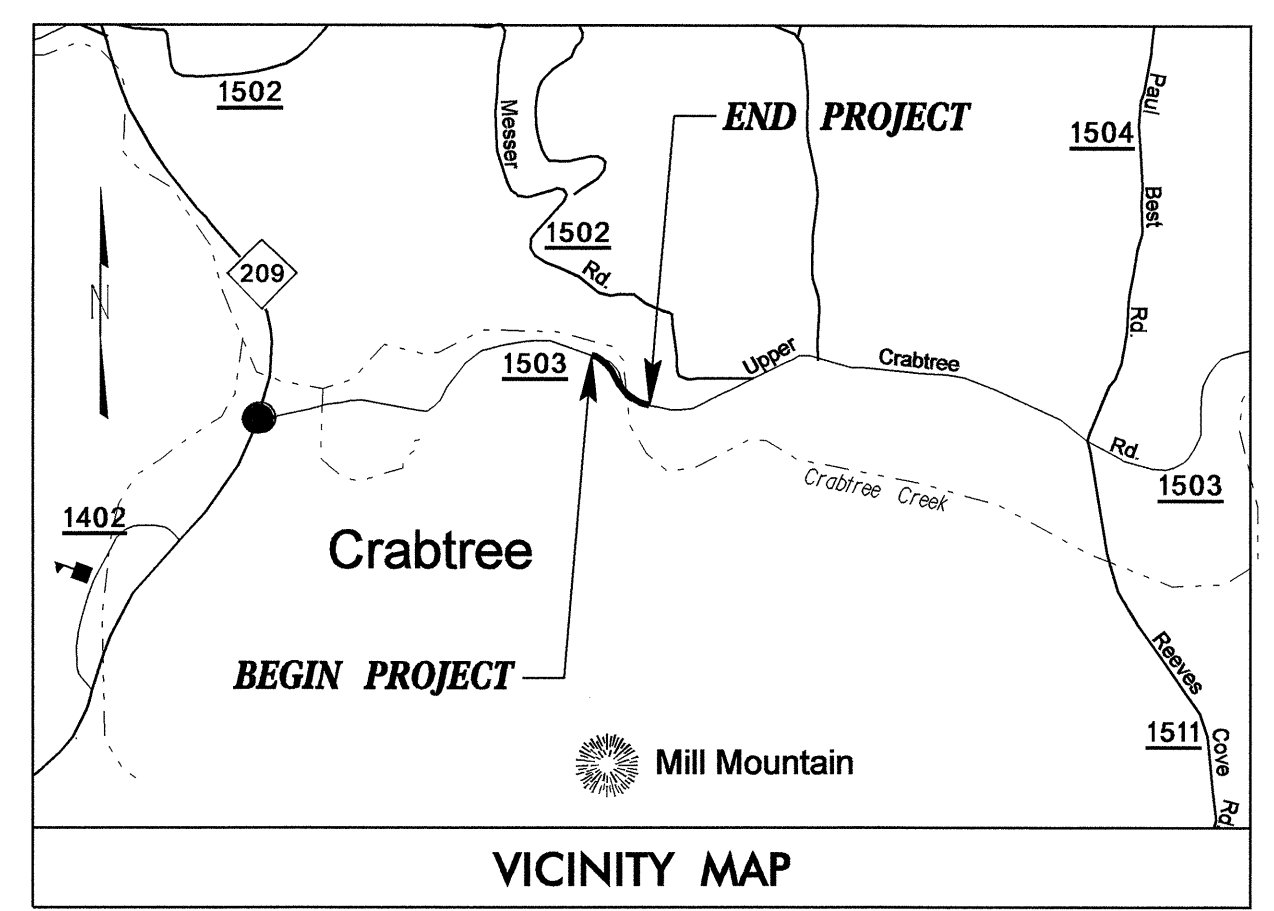 1502
Messer
END PROJECT
Paul
1504
Best
1502
Rd.
209
N
Rd.
1503
Upper
Crabtree
Rd.
1503
Crabtree Creek
1402
Crabtree
BEGIN PROJECT
Reeves
1511
Cove
Rd.
Mill Mountain
VICINITY MAP